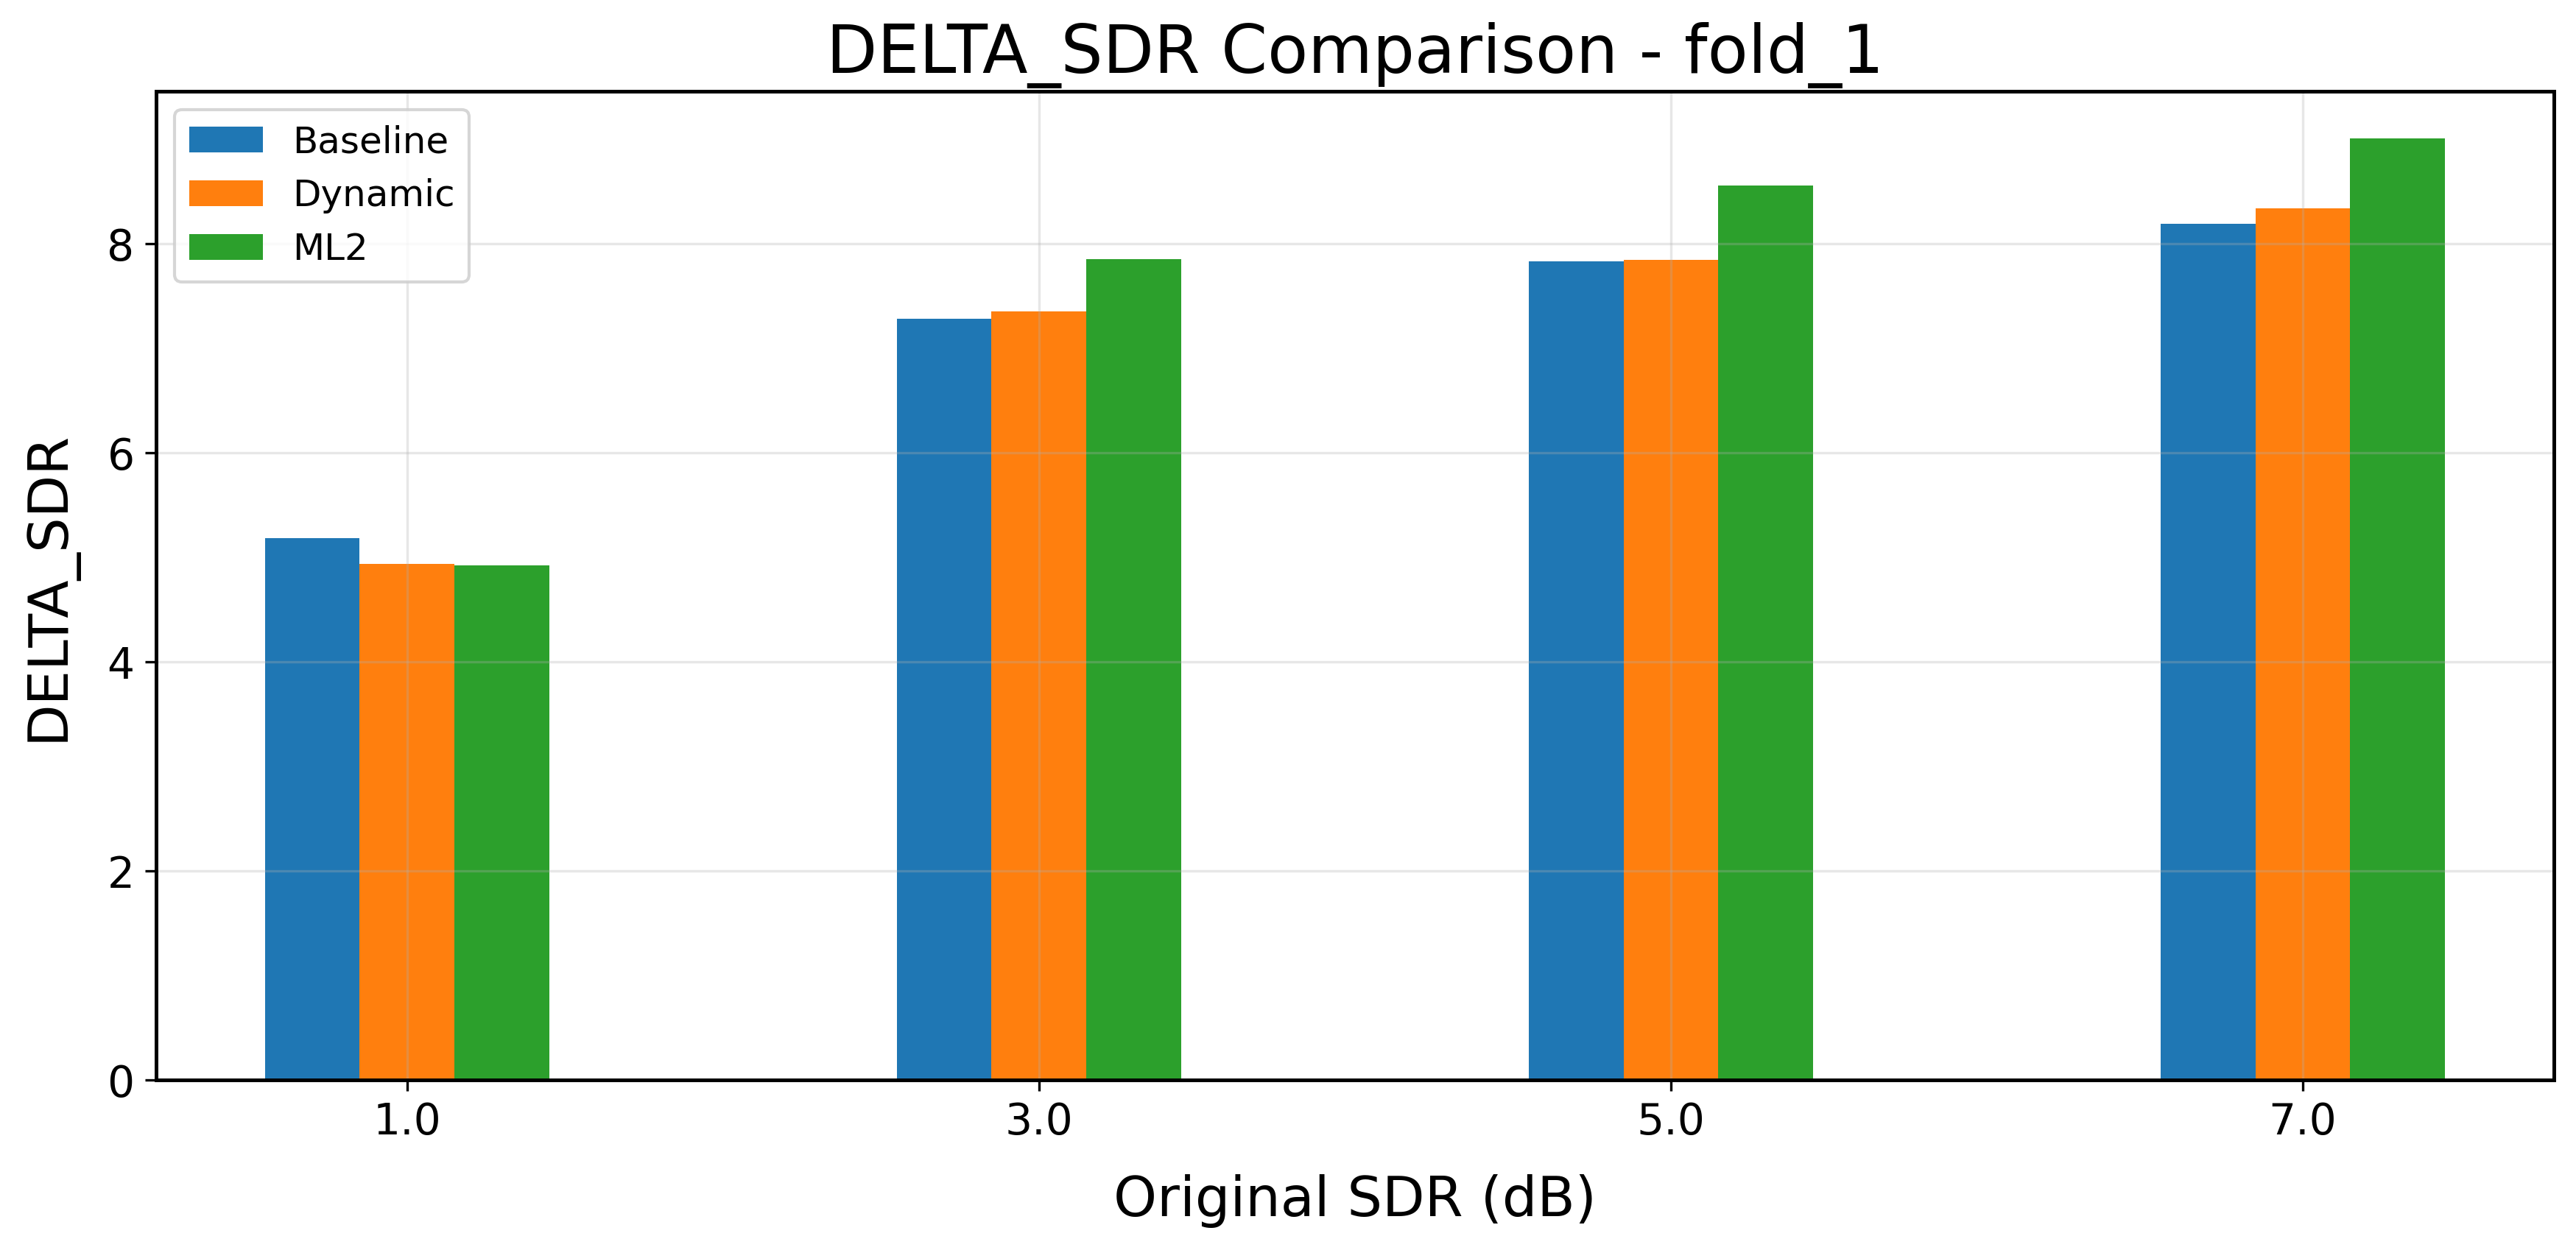 DELTA_SDR Comparison - fold_1
Baseline
Dynamic
ML2
DELTA_SDR
8
6
4
2
0
1.0 3.0 5.0 7.0
Original SDR (dB)